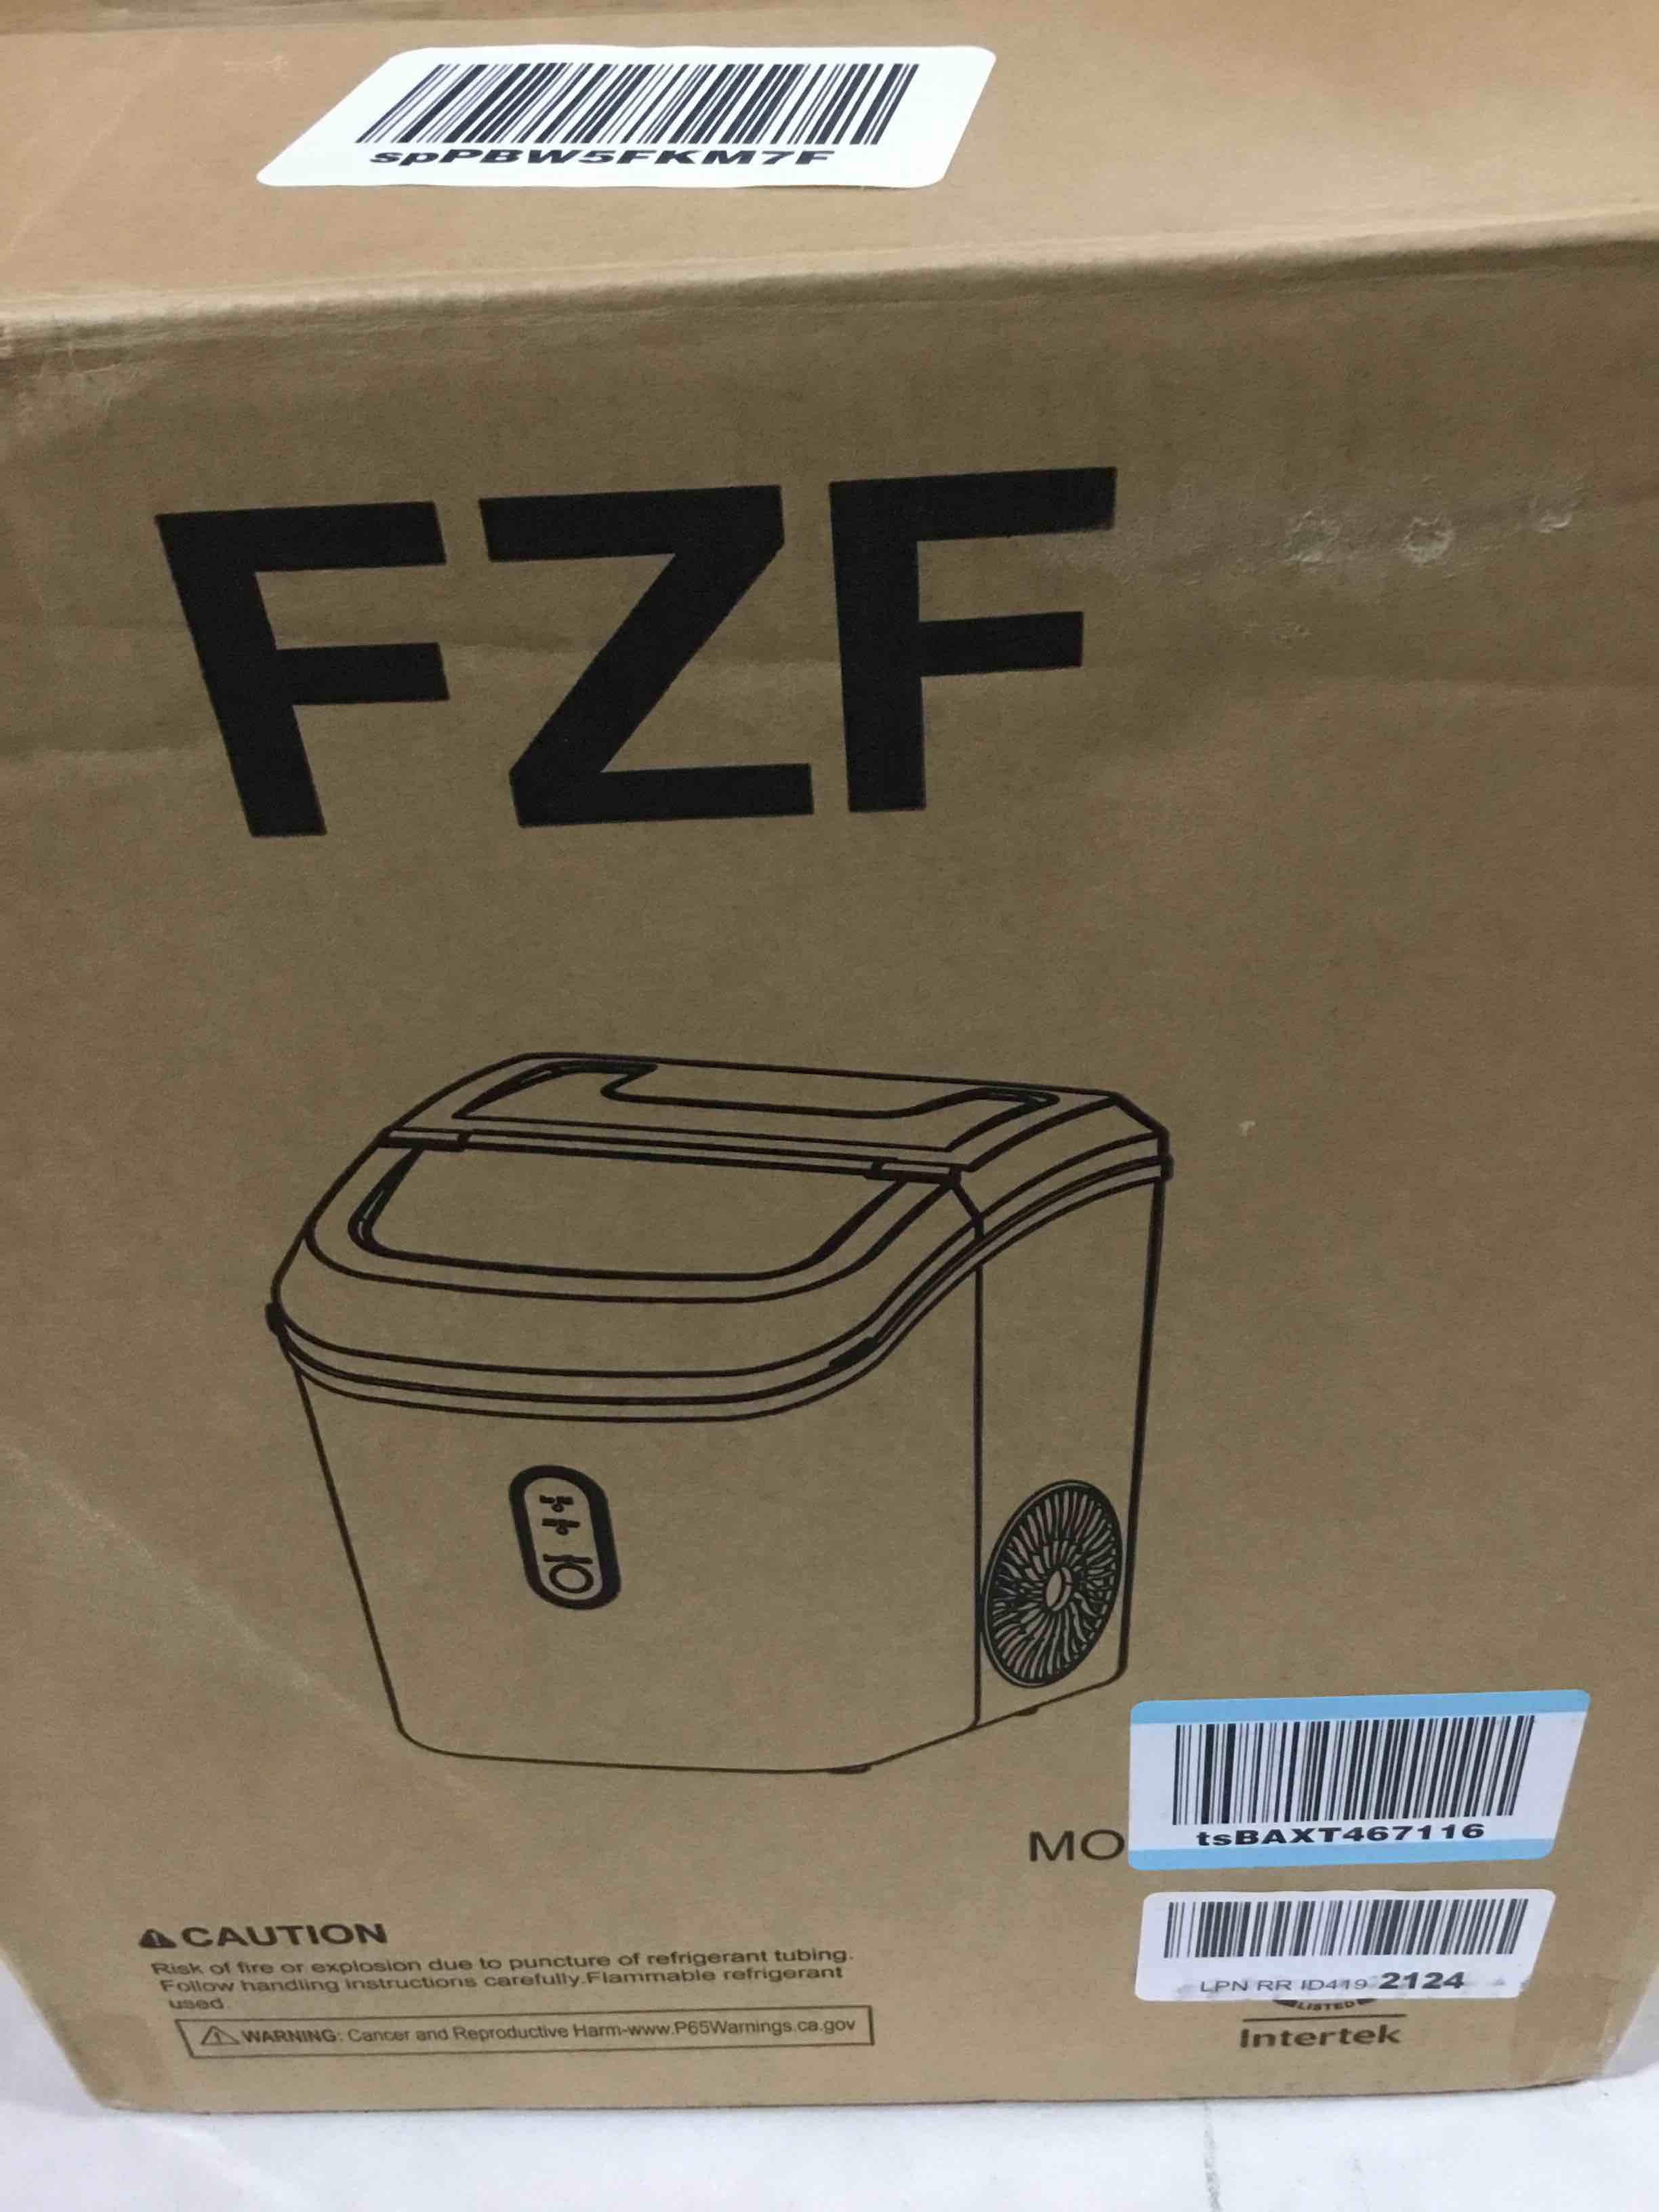 spPBW5FKM7F
FZF
MO
tsBAXT467116
LPN RR ID419 2124
LISTED
Intertek
CAUTION
Risk of fire or explosion due to puncture of refrigerant tubing.
Follow handling instructions carefully.Flammable refrigerant
used
WARNING: Cancer and Reproductive Harm-www.P65Warnings.ca.gov